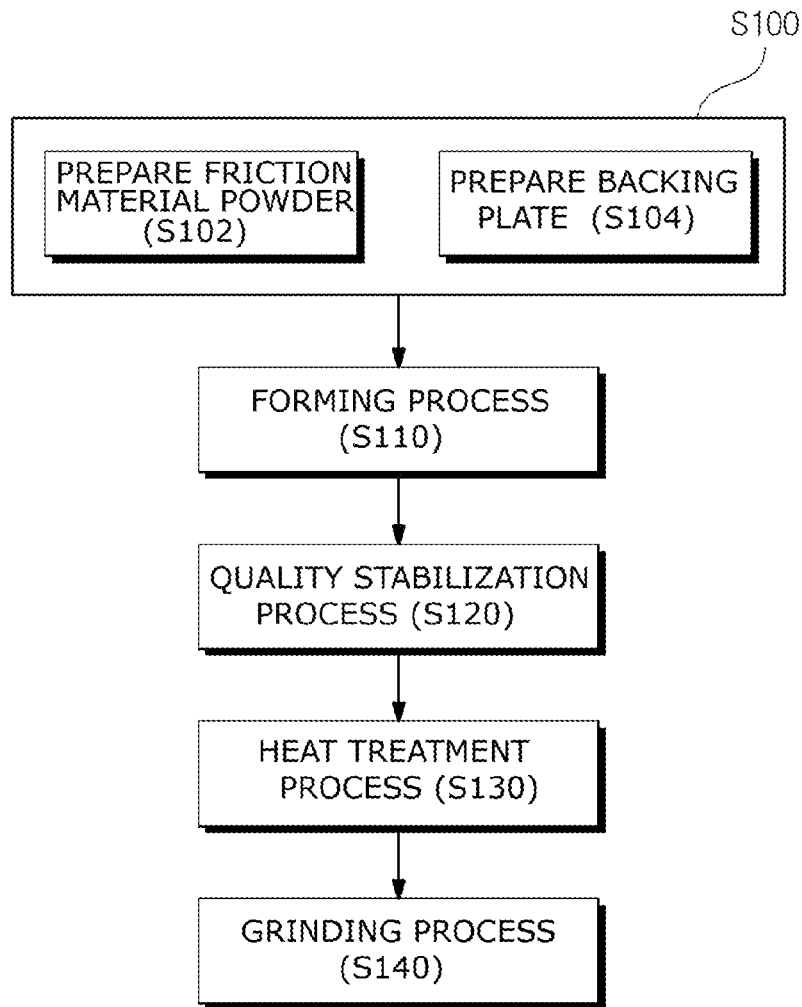 S100
PREPARE FRICTION
MATERIAL POWDER
(S102)
PREPARE BACKING
PLATE (S104)
FORMING PROCESS
(S110)
QUALITY STABILIZATION
PROCESS (S120)
HEAT TREATMENT
PROCESS (S130)
GRINDING PROCESS
(S140)